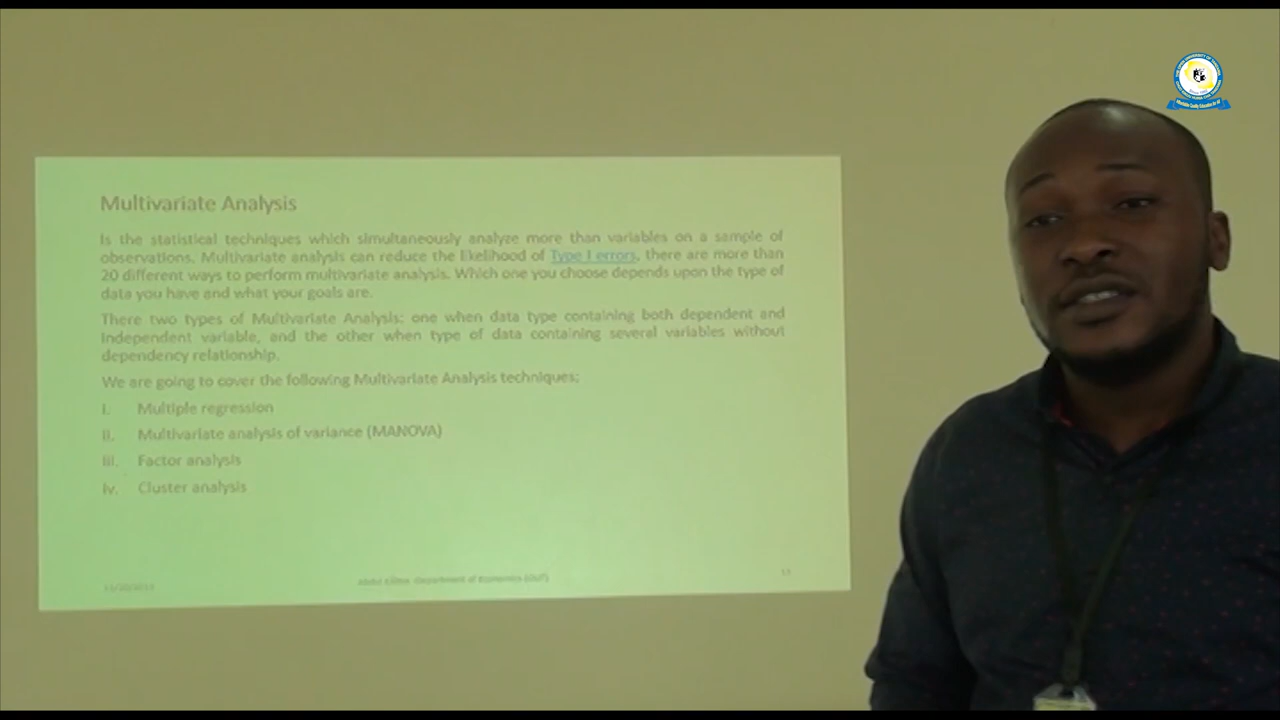 Multivariate Analysis
Is the statistical techniques which simultaneously analyze more than variables on a sample of
observations. Multivariate analysis can reduce the likelihood of Type I errors, there are more than
20 different ways to perform multivariate analysis. Which one you choose depends upon the type of
data you have and what your goals are.
There two types of Multivariate Analysis: one when data type containing both dependent and
Independent variable, and the other when type of data containing several variables without
dependency relationship.
We are going to cover the following Multivariate Analysis techniques;
I. Multiple regression
II. Multivariate analysis of variance (MANOVA)
III. Factor analysis
Iv. Cluster analysis
Department of Economics